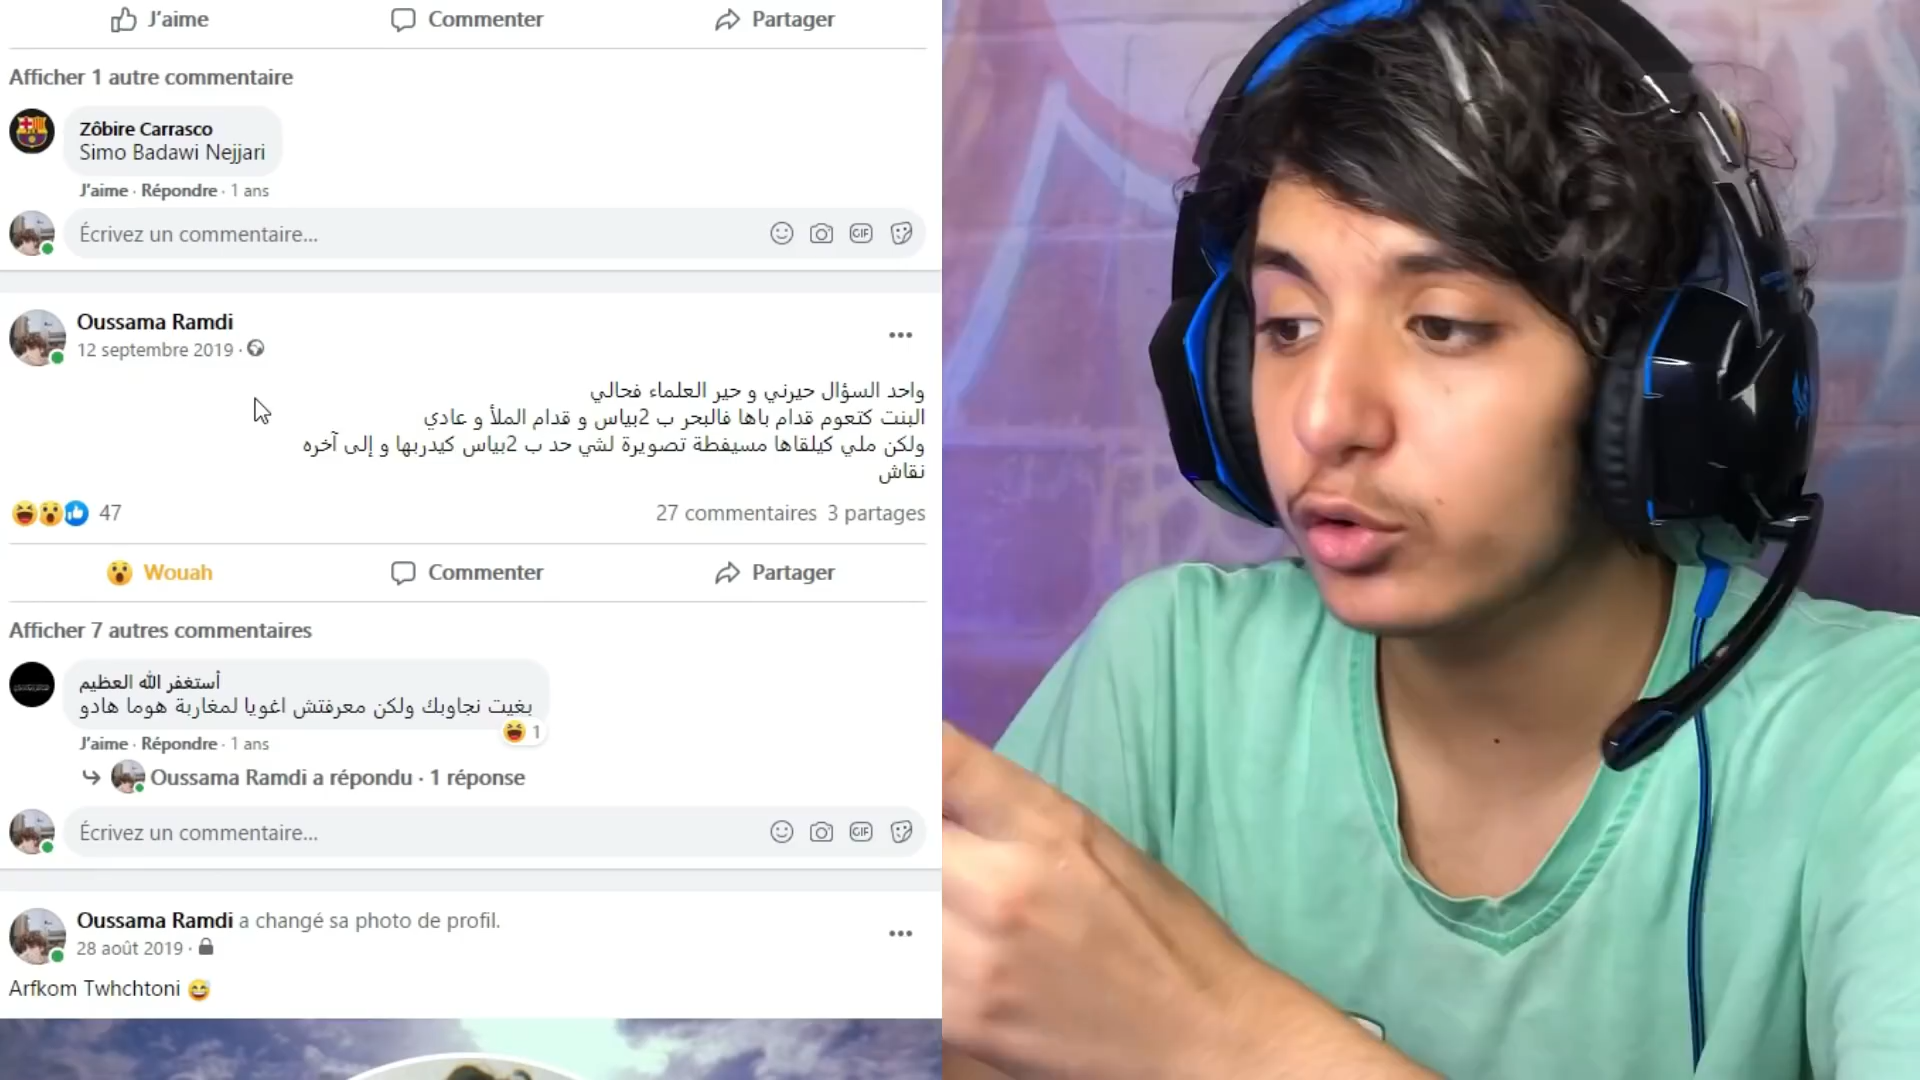 J’aime
Commenter
Partager
Afficher 1 autre commentaire
Zôbire Carrasco
Simo Badawi Nejjari
J’aime · Répondre · 1 ans
Écrivez un commentaire...
GIF
Oussama Ramdi
12 septembre 2019 ·
واحد السؤال حيرني و حير العلماء فحالي
البنت كتعوم قدام باها فالبحر ب 2بياس و قدام الملأ و عادي
ولكن ملي كيلقاها مسيفطة تصويرة لشي حد ب 2بياس كيدربها و إلى آخره
نقاش
47
27 commentaires 3 partages
Wouah
Commenter
Partager
Afficher 7 autres commentaires
أستغفر الله العظيم
بغيت نجاوبك ولكن معرفتش اغويا لمغاربة هوما هادو
1
J’aime · Répondre · 1 ans
Oussama Ramdi a répondu · 1 réponse
Écrivez un commentaire...
GIF
Oussama Ramdi a changé sa photo de profil.
28 août 2019 ·
Arfkom Twhchtoni 😅